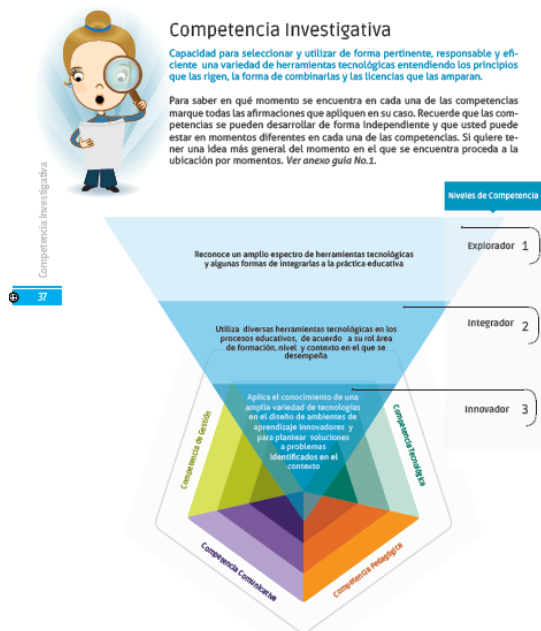 Competencia Investigativa
Capacidad para seleccionar y utilizar de forma pertinente, responsable y efi-
ciente una variedad de herramientas tecnológicas entendiendo los principios
que las rigen, la forma de combinarlas y las licencias que las amparan.
Para saber en qué momento se encuentra en cada una de las competencias
marque todas las afirmaciones que apliquen en su caso. Recuerde que las com-
petencias se pueden desarrollar de forma independiente y que usted puede
estar en momentos diferentes en cada una de las competencias. Si quiere te-
ner una idea más general del momento en el que se encuentra proceda a la
ubicación por momentos. Ver anexo guía No.1.
Competencia Investigativa
37
Niveles de Competencia
Reconoce un amplio espectro de herramientas tecnológicas
y algunas formas de integrarlas a la práctica educativa
Explorador 1
Utiliza diversas herramientas tecnológicas en los
procesos educativos, de acuerdo a su rol área
de formación, nivel y contexto en el que se
desempeña
Integrador 2
Aplica el conocimiento de una
amplia variedad de tecnologías
en el diseño de ambientes de
aprendizaje innovadores y
para plantear soluciones
a problemas
identificados en el
contexto
Innovador 3
Competencia de Gestión
Competencia Tecnológica
Competencia Comunicativa
Competencia Pedagógica